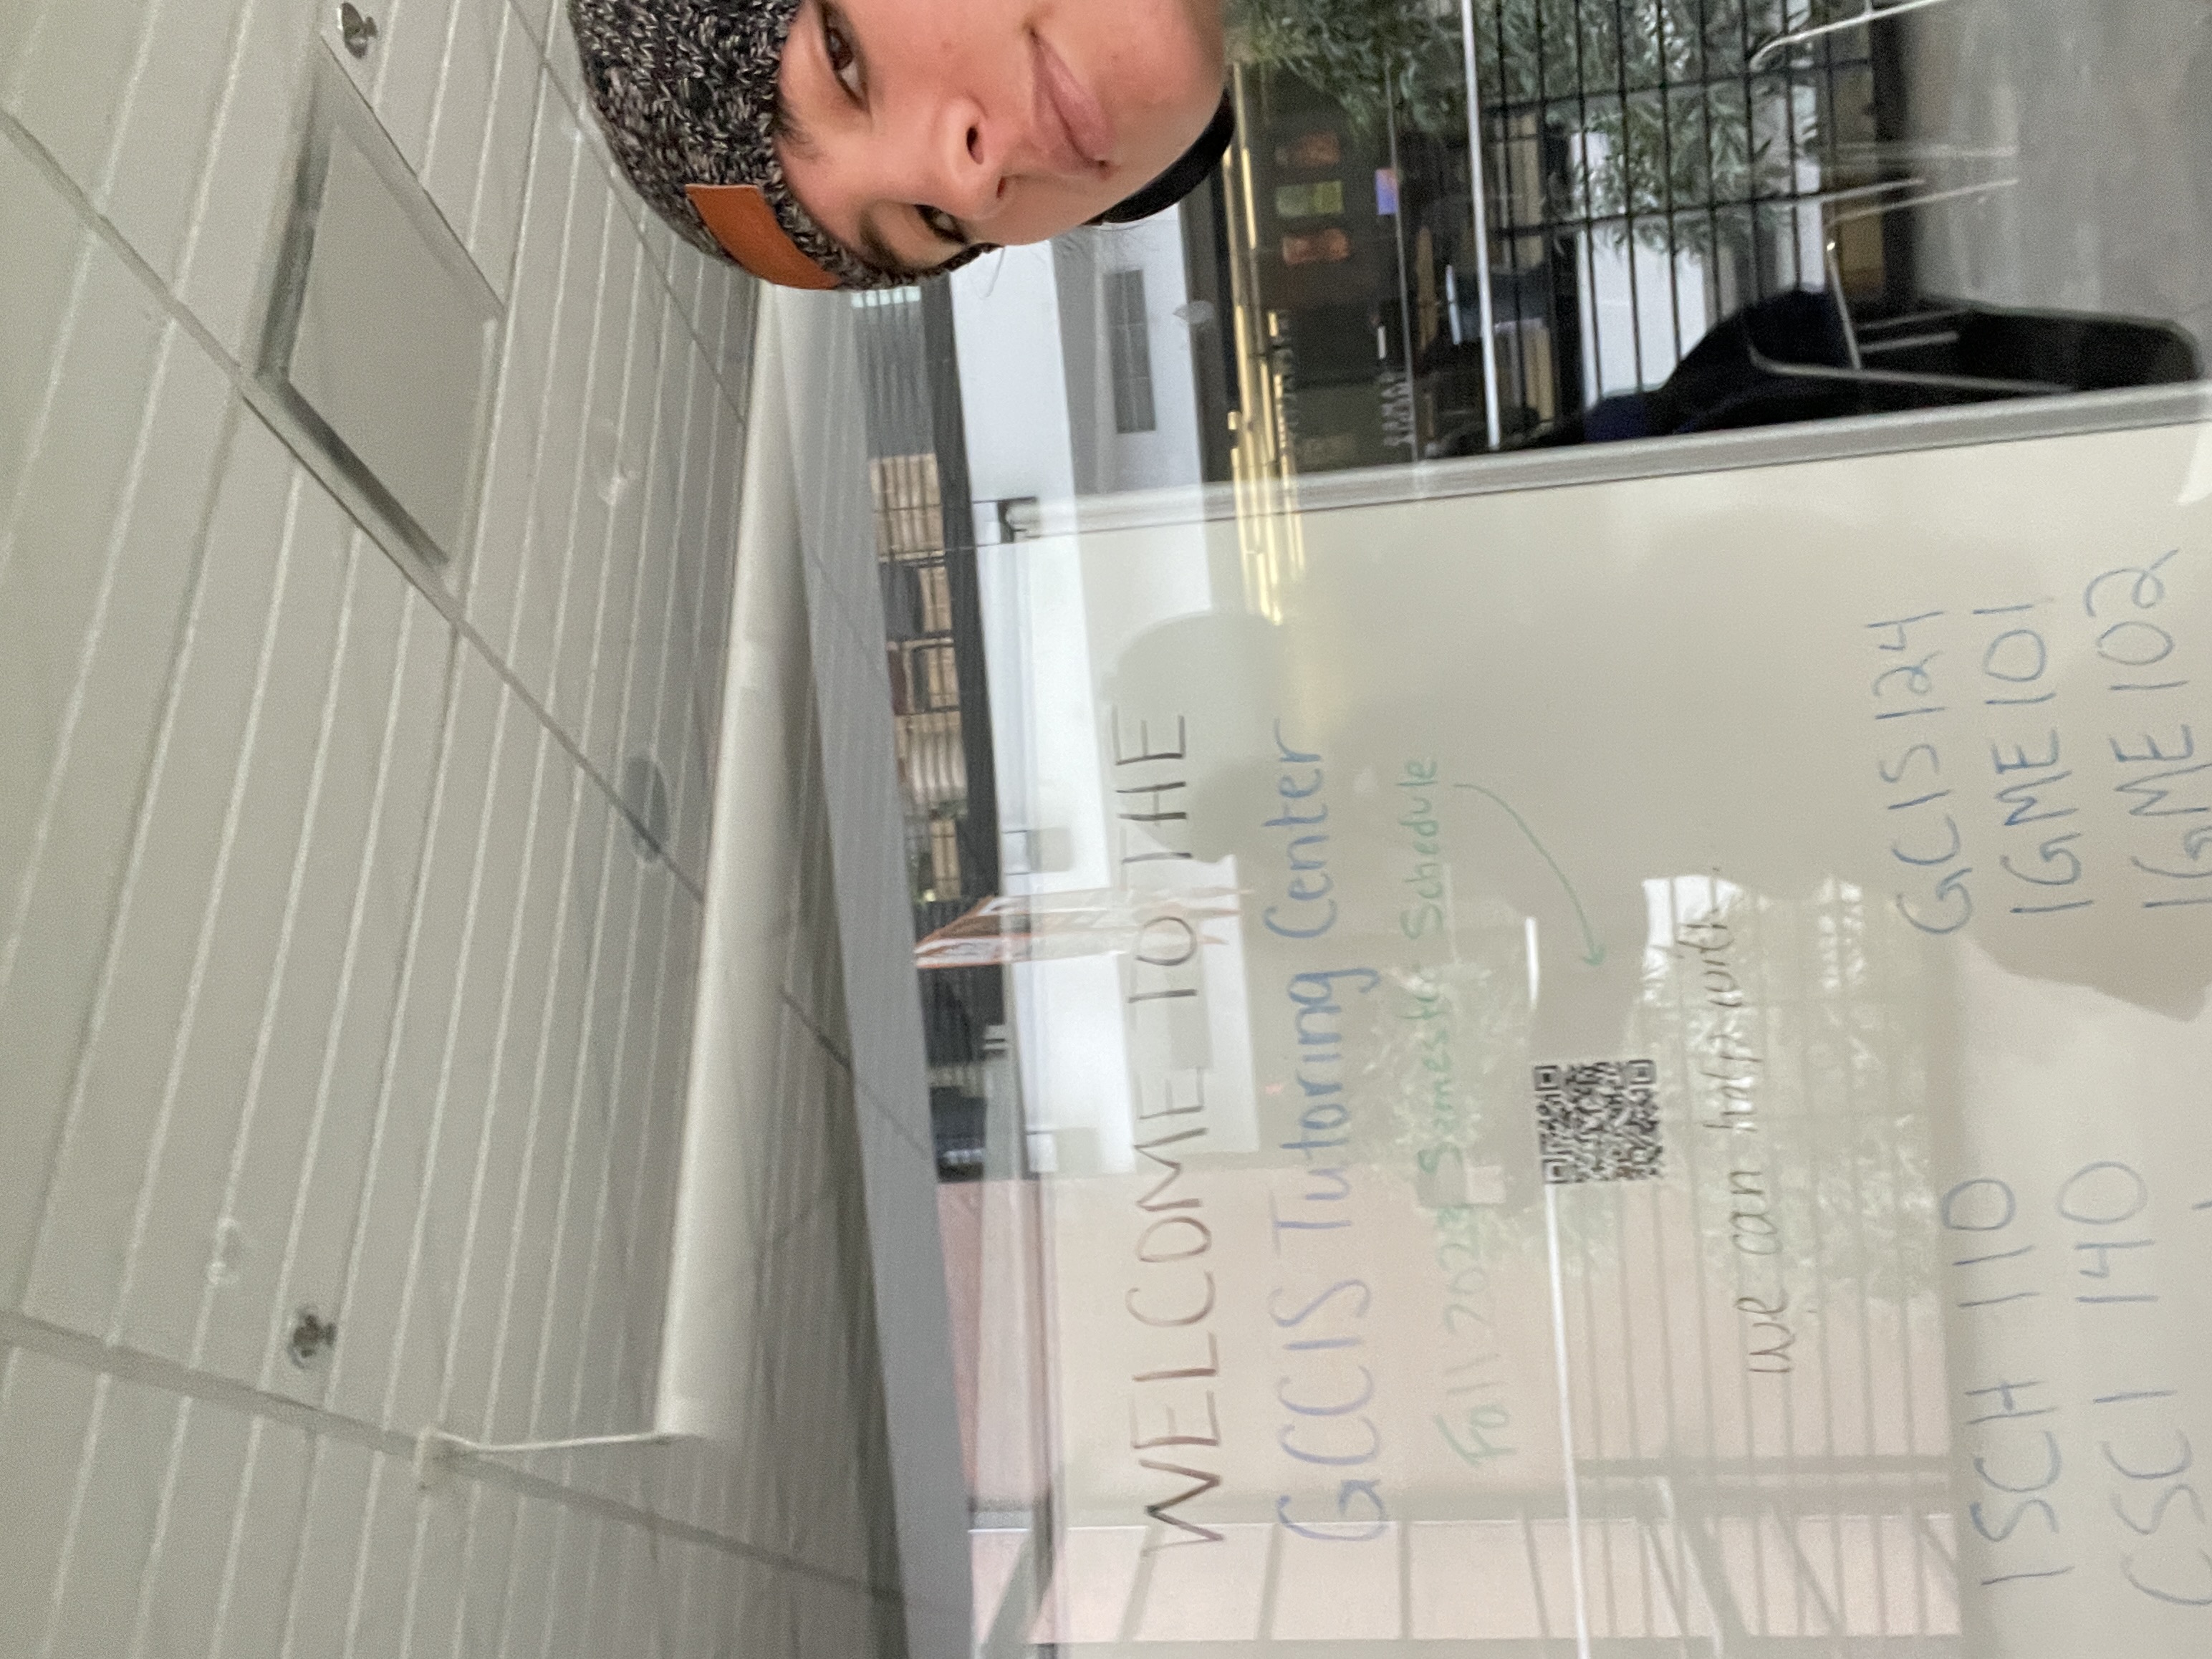 WELCOME TO THE
GCCIS Tutoring Center
Fall 2023 Semester Schedule
we can help with:
ISCH 110
CSCI 140
GCIS 124
IGME 101
IGME 102